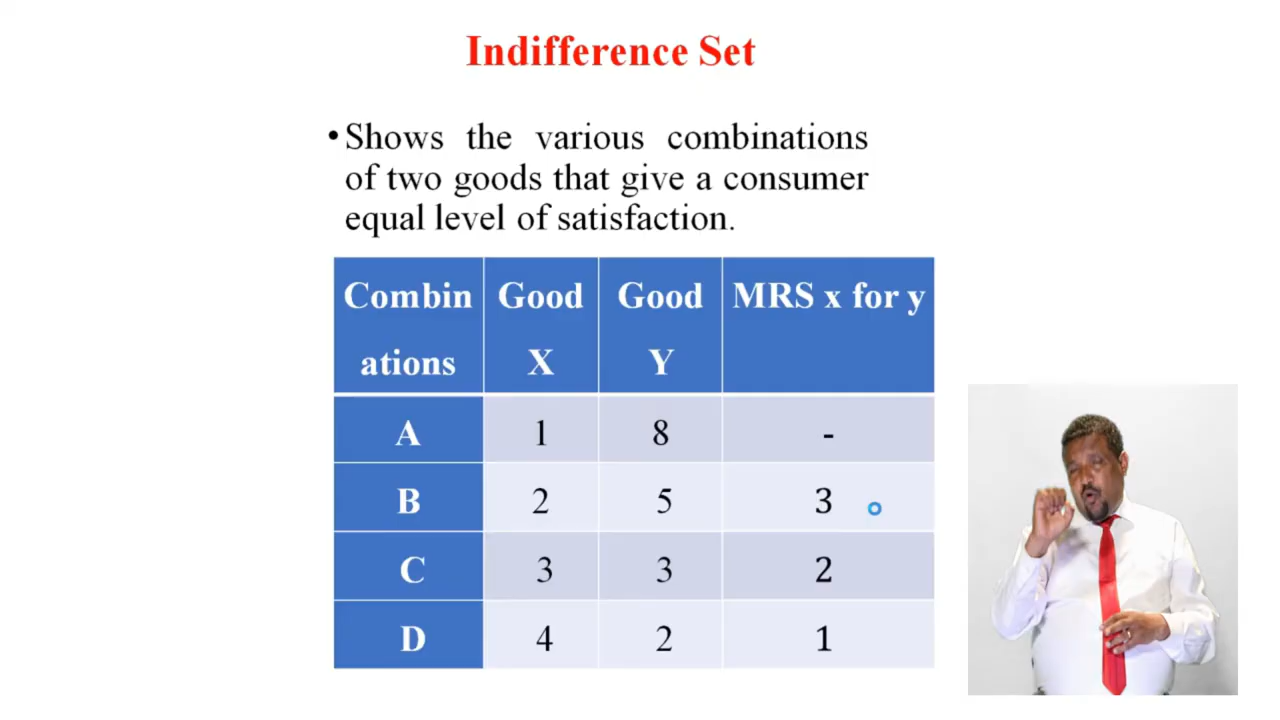 Indifference Set
•Shows the various combinations
of two goods that give a consumer
equal level of satisfaction.
Combin Good Good MRS x for y
ations X Y
A 1 8 -
B 2 5 3
C 3 3 2
D 4 2 1